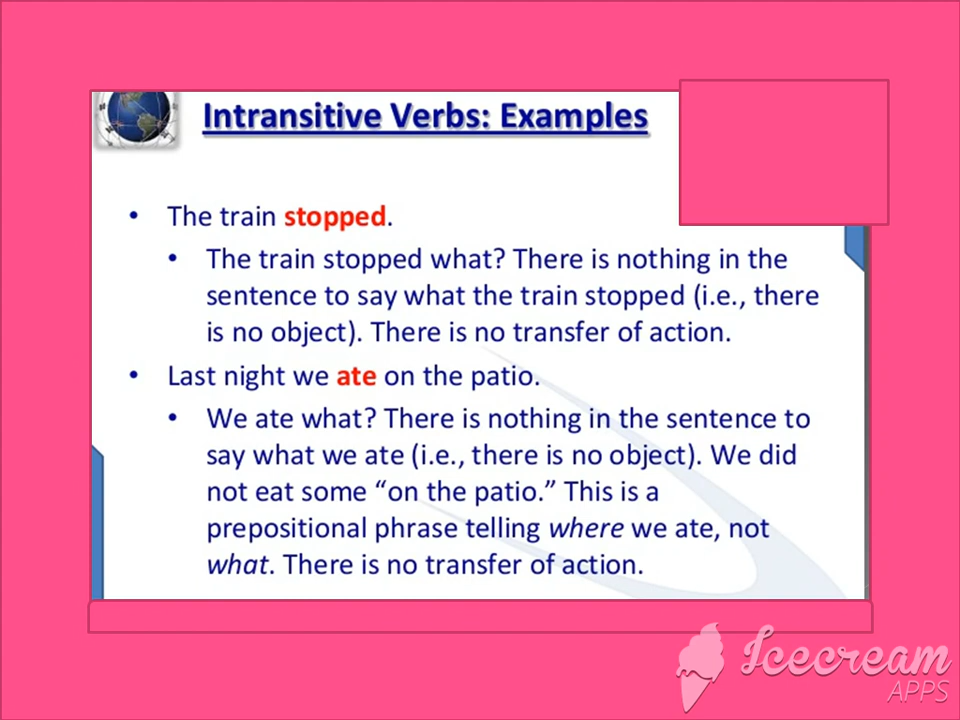 Intransitive Verbs: Examples
• The train stopped.
• The train stopped what? There is nothing in the
sentence to say what the train stopped (i.e., there
is no object). There is no transfer of action.
• Last night we ate on the patio.
• We ate what? There is nothing in the sentence to
say what we ate (i.e., there is no object). We did
not eat some “on the patio.” This is a
prepositional phrase telling where we ate, not
what. There is no transfer of action.
Icecream
APPS